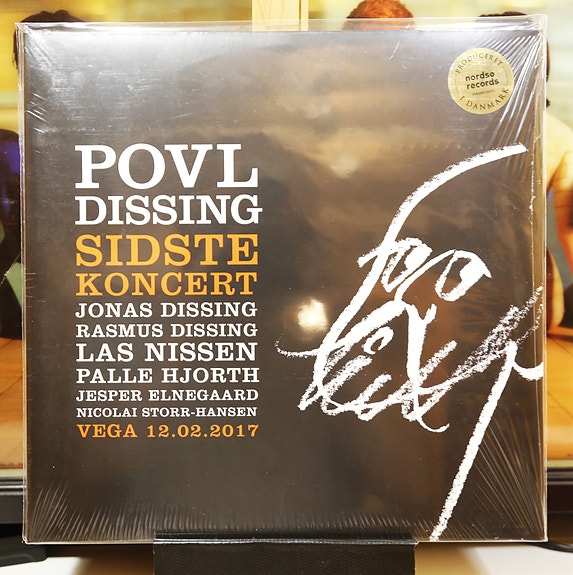 POVL
DISSING
SIDSTE
KONCERT
JONAS DISSING
RASMUS DISSING
LAS NISSEN
PALLE HJORTH
JESPER ELNEGAARD
NICOLAI STORR-HANSEN
VEGA 12.02.2017
PRODUCERET
nordsø
records
I DANMARK